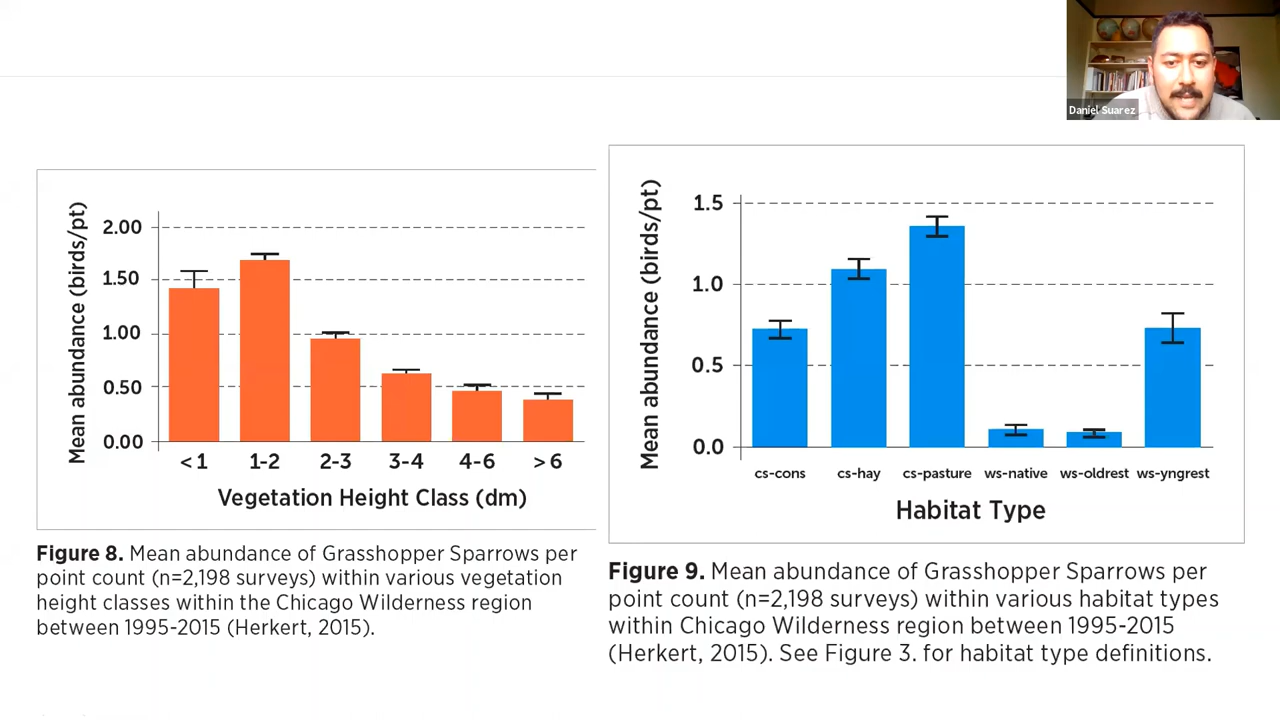 Daniel Suarez
Mean abundance (birds/pt)
2.00
1.50
1.00
0.50
0.00
< 1 1-2 2-3 3-4 4-6 > 6
Vegetation Height Class (dm)
Figure 8. Mean abundance of Grasshopper Sparrows per
point count (n=2,198 surveys) within various vegetation
height classes within the Chicago Wilderness region
between 1995-2015 (Herkert, 2015).
Mean abundance (birds/pt)
1.5
1.0
0.5
0.0
cs-cons cs-hay cs-pasture ws-native ws-oldrest ws-yngrest
Habitat Type
Figure 9. Mean abundance of Grasshopper Sparrows per
point count (n=2,198 surveys) within various habitat types
within Chicago Wilderness region between 1995-2015
(Herkert, 2015). See Figure 3. for habitat type definitions.